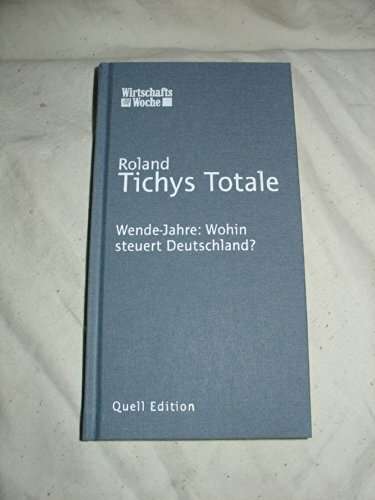 Wirtschafts
Woche
Roland
Tichys Totale
Wende-Jahre: Wohin
steuert Deutschland?
Quell Edition